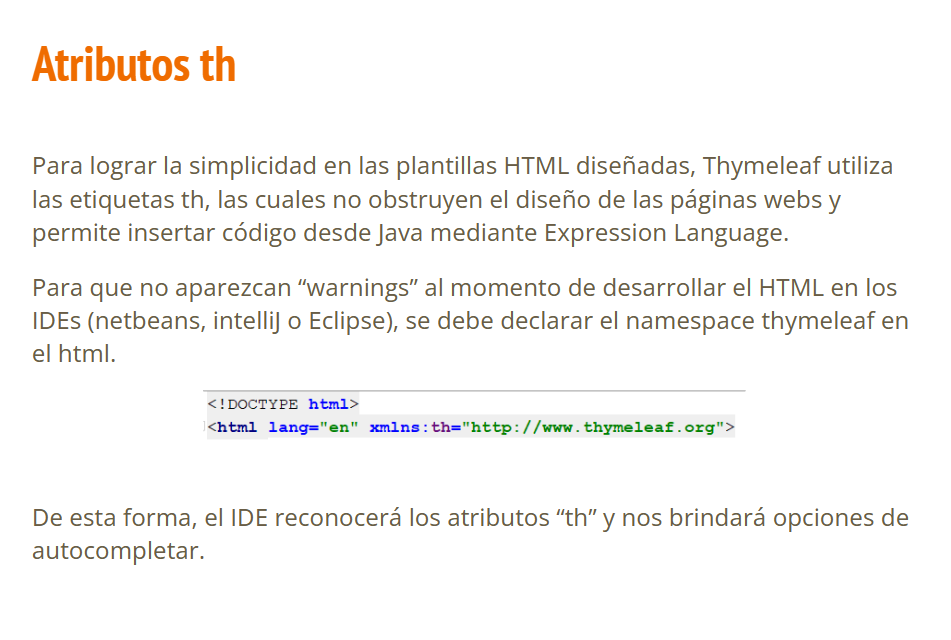 Atributos th
Para lograr la simplicidad en las plantillas HTML diseñadas, Thymeleaf utiliza
las etiquetas th, las cuales no obstruyen el diseño de las páginas webs y
permite insertar código desde Java mediante Expression Language.
Para que no aparezcan “warnings” al momento de desarrollar el HTML en los
IDEs (netbeans, intelliJ o Eclipse), se debe declarar el namespace thymeleaf en
el html.
<!DOCTYPE html>
<html lang="en" xmlns:th="http://www.thymeleaf.org">
De esta forma, el IDE reconocerá los atributos “th” y nos brindará opciones de
autocompletar.